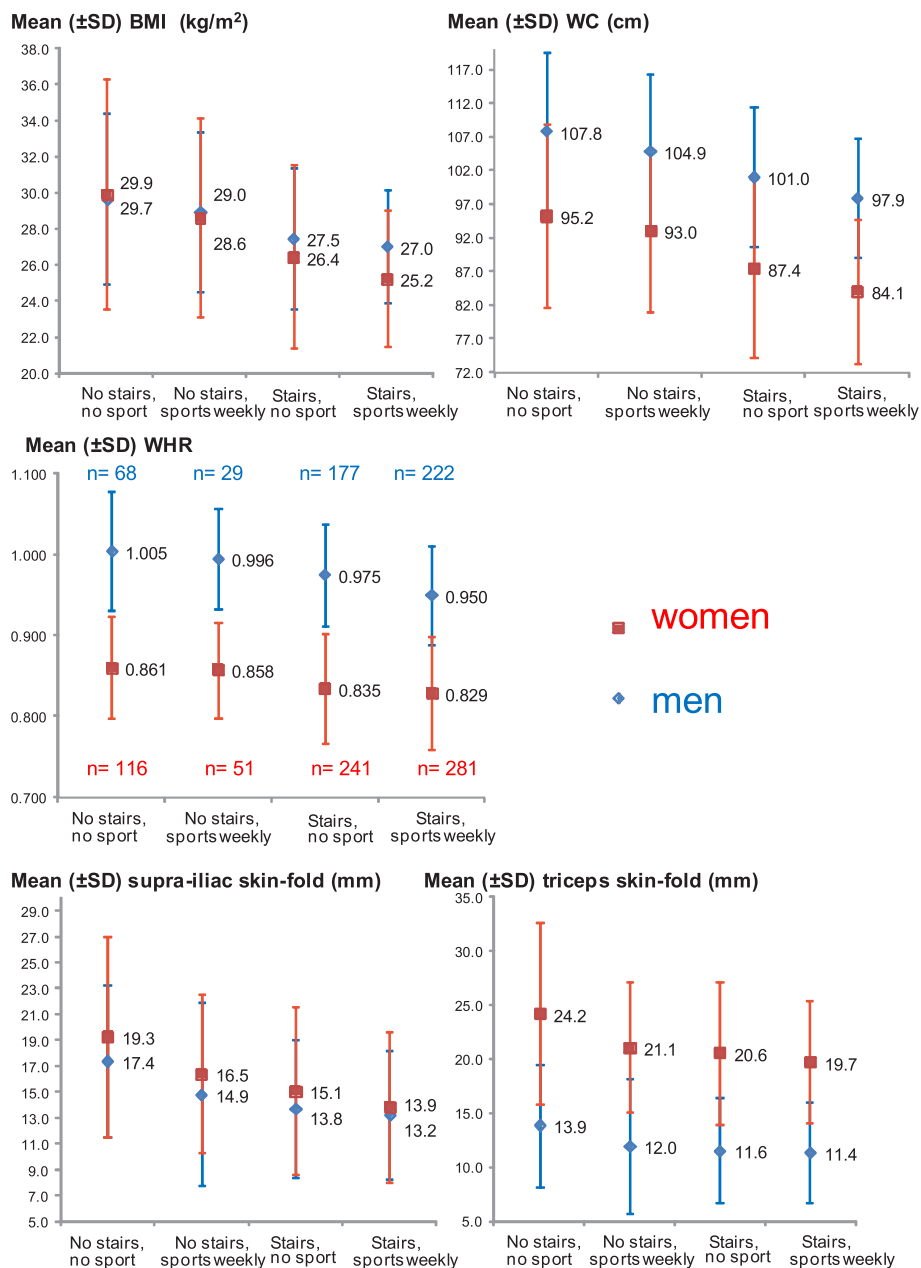 Mean (±SD) BMI (kg/m²)
38.0
36.0
34.0
32.0
30.0
28.0
26.0
24.0
22.0
20.0
29.9
29.7
29.0
28.6
27.5
26.4
27.0
25.2
No stairs,
no sport
No stairs,
sports weekly
Stairs,
no sport
Stairs,
sports weekly
Mean (±SD) WC (cm)
117.0
112.0
107.0
102.0
97.0
92.0
87.0
82.0
77.0
72.0
107.8
95.2
104.9
93.0
101.0
87.4
97.9
84.1
No stairs,
no sport
No stairs,
sports weekly
Stairs,
no sport
Stairs,
sports weekly
Mean (±SD) WHR
1.100
1.000
0.900
0.800
0.700
n= 68
n= 29
n= 177
n= 222
1.005
0.996
0.975
0.950
0.861
0.858
0.835
0.829
n= 116
n= 51
n= 241
n= 281
No stairs,
no sport
No stairs,
sports weekly
Stairs,
no sport
Stairs,
sports weekly
women
men
Mean (±SD) supra-iliac skin-fold (mm)
29.0
27.0
25.0
23.0
21.0
19.0
17.0
15.0
13.0
11.0
9.0
7.0
5.0
19.3
17.4
16.5
14.9
15.1
13.8
13.9
13.2
No stairs,
no sport
No stairs,
sports weekly
Stairs,
no sport
Stairs,
sports weekly
Mean (±SD) triceps skin-fold (mm)
35.0
30.0
25.0
20.0
15.0
10.0
5.0
24.2
13.9
21.1
12.0
20.6
11.6
19.7
11.4
No stairs,
no sport
No stairs,
sports weekly
Stairs,
no sport
Stairs,
sports weekly